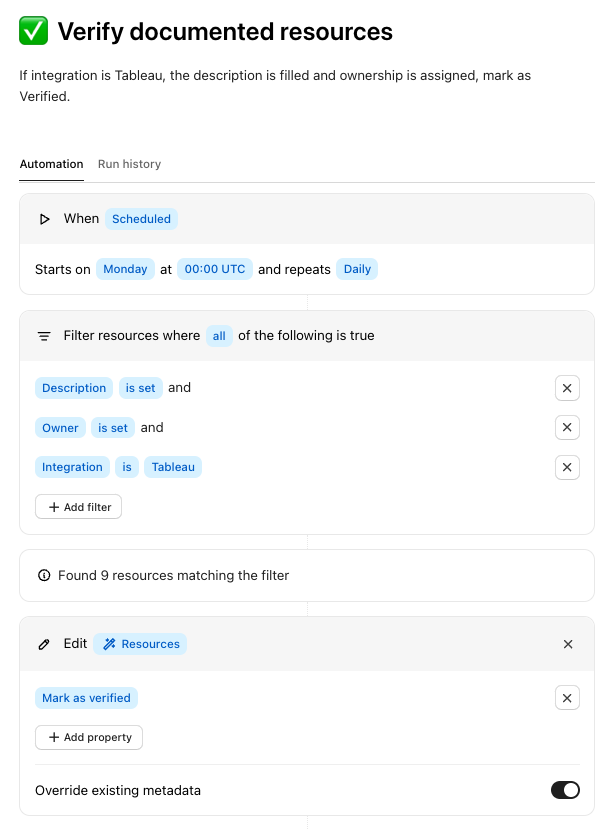 Verify documented resources
If integration is Tableau, the description is filled and ownership is assigned, mark as
Verified.
Automation Run history
When Scheduled
Starts on Monday at 00:00 UTC and repeats Daily
Filter resources where all of the following is true
Description is set and
Owner is set and
Integration is Tableau
Add filter
Found 9 resources matching the filter
Edit Resources
Mark as verified
Add property
Override existing metadata